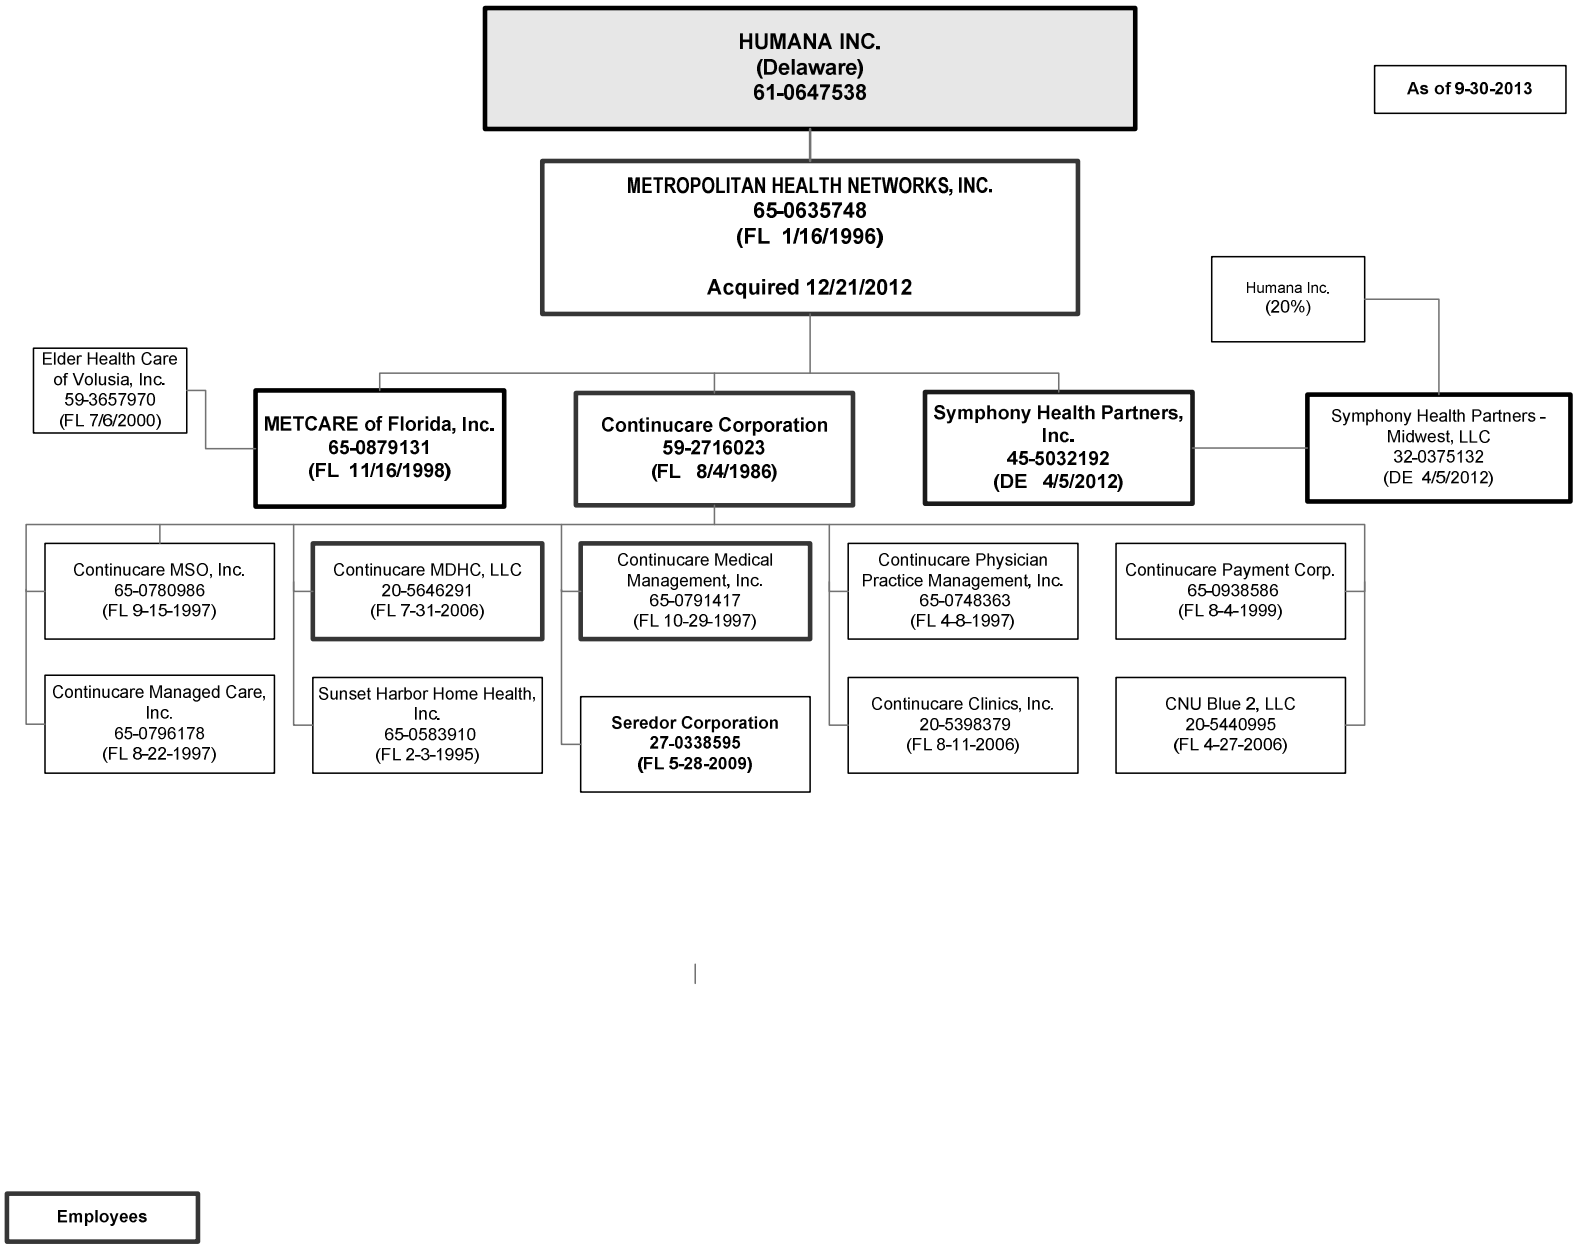 HUMANA INC.
(Delaware)
61-0647538
As of 9-30-2013
METROPOLITAN HEALTH NETWORKS, INC.
65-0635748
(FL 1/16/1996)
Acquired 12/21/2012
Humana Inc.
(20%)
Elder Health Care
of Volusia, Inc.
59-3657970
(FL 7/6/2000)
METCARE of Florida, Inc.
65-0879131
(FL 11/16/1998)
Continucare Corporation
59-2716023
(FL 8/4/1986)
Symphony Health Partners,
Inc.
45-5032192
(DE 4/5/2012)
Symphony Health Partners -
Midwest, LLC
32-0375132
(DE 4/5/2012)
Continucare MSO, Inc.
65-0780986
(FL 9-15-1997)
Continucare MDHC, LLC
20-5646291
(FL 7-31-2006)
Continucare Medical
Management, Inc.
65-0791417
(FL 10-29-1997)
Continucare Physician
Practice Management, Inc.
65-0748363
(FL 4-8-1997)
Continucare Payment Corp.
65-0938586
(FL 8-4-1999)
Continucare Managed Care,
Inc.
65-0796178
(FL 8-22-1997)
Sunset Harbor Home Health,
Inc.
65-0583910
(FL 2-3-1995)
Seredor Corporation
27-0338595
(FL 5-28-2009)
Continucare Clinics, Inc.
20-5398379
(FL 8-11-2006)
CNU Blue 2, LLC
20-5440995
(FL 4-27-2006)
Employees